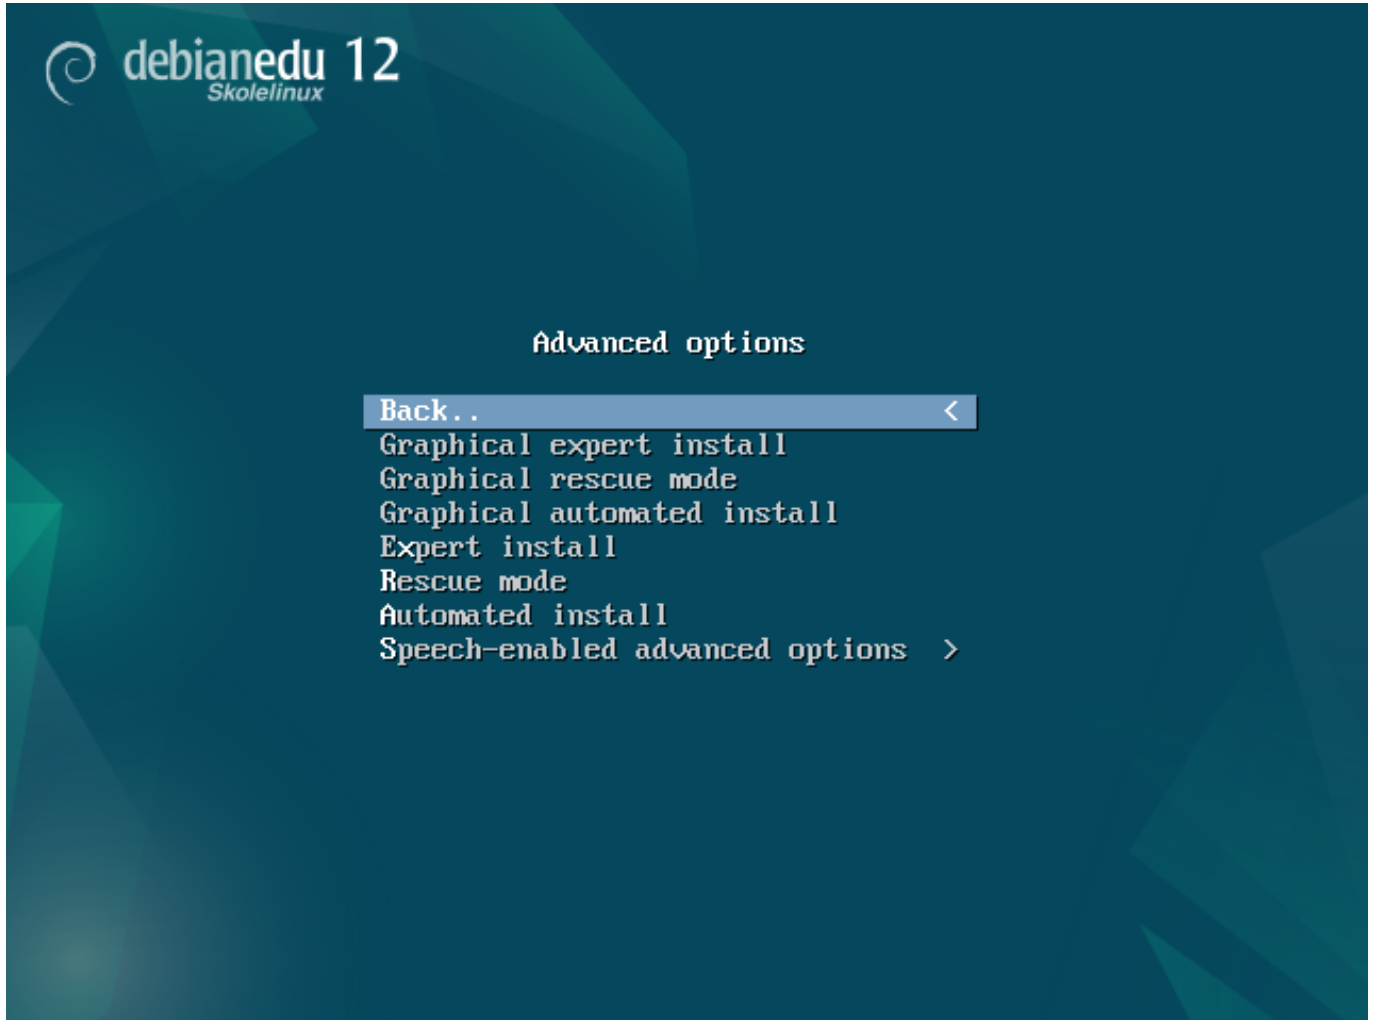 debianedu 12
Skolelinux
Advanced options
Back.. <
Graphical expert install
Graphical rescue mode
Graphical automated install
Expert install
Rescue mode
Automated install
Speech-enabled advanced options >